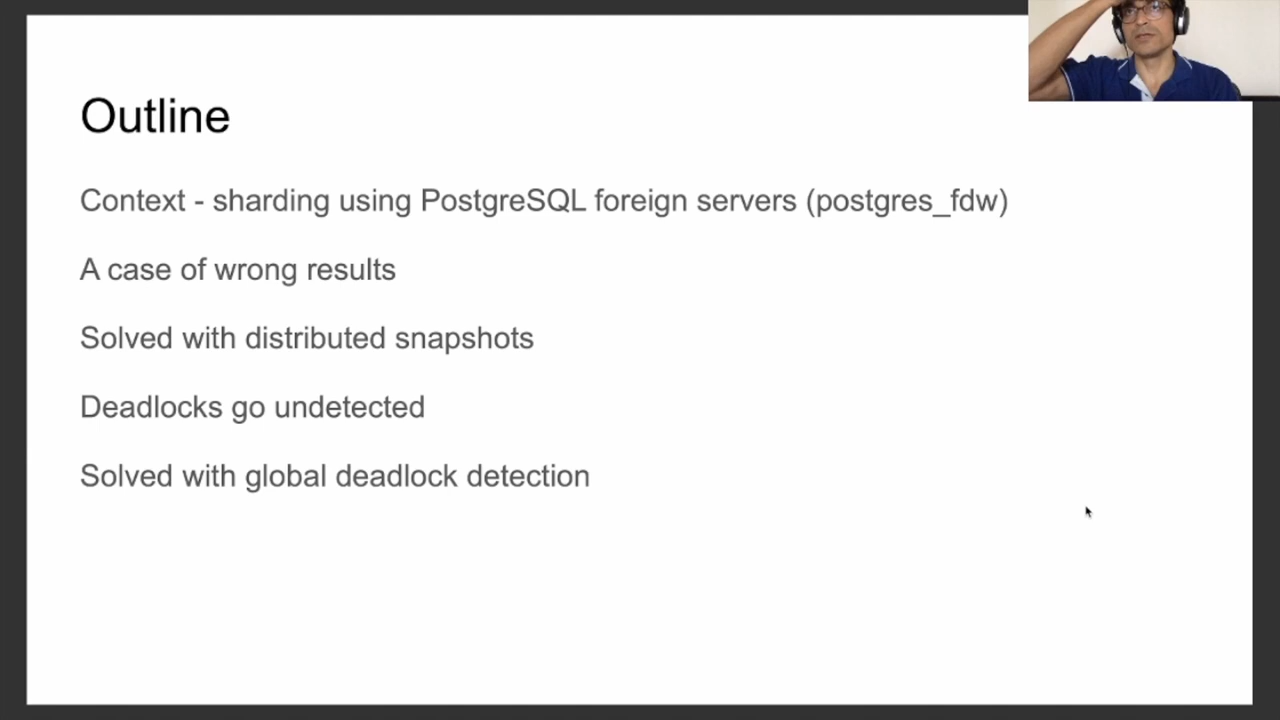 Outline
Context - sharding using PostgreSQL foreign servers (postgres_fdw)
A case of wrong results
Solved with distributed snapshots
Deadlocks go undetected
Solved with global deadlock detection